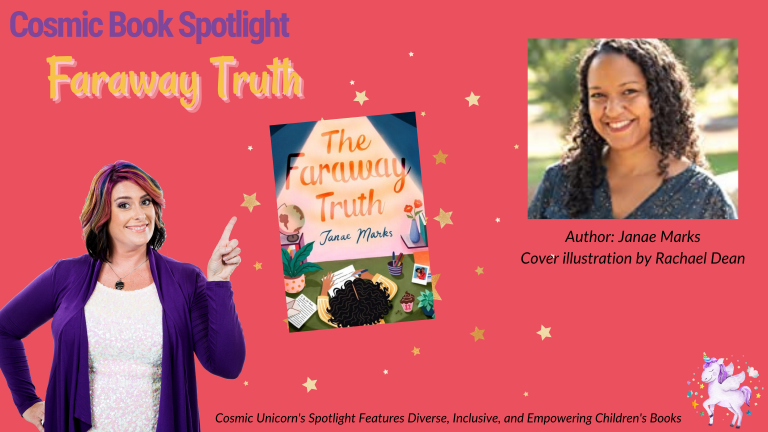 Cosmic Book Spotlight
Faraway Truth
The
Faraway
Truth
Janae Marks
Author: Janae Marks
Cover illustration by Rachael Dean
Cosmic Unicorn's Spotlight Features Diverse, Inclusive, and Empowering Children's Books